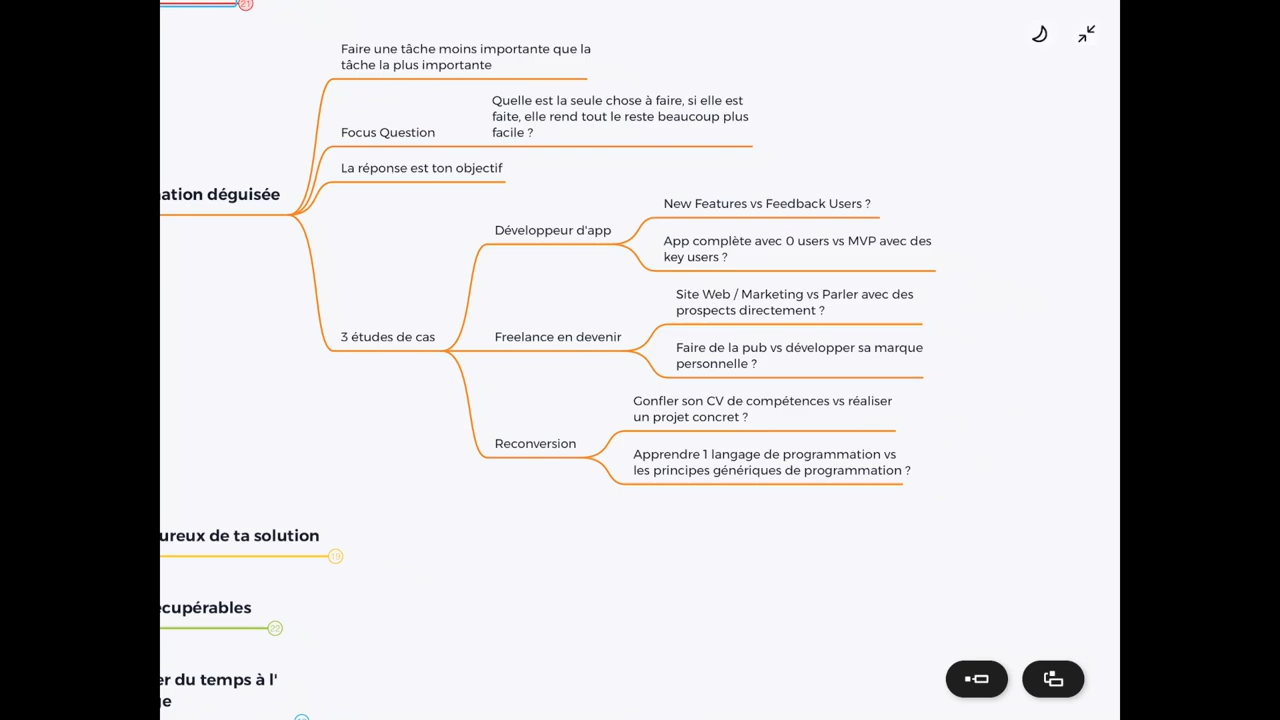 21
Faire une tâche moins importante que la
tâche la plus importante
Quelle est la seule chose à faire, si elle est
faite, elle rend tout le reste beaucoup plus
facile ?
Focus Question
La réponse est ton objectif
ation déguisée
New Features vs Feedback Users ?
Développeur d'app
App complète avec 0 users vs MVP avec des
key users ?
Site Web / Marketing vs Parler avec des
prospects directement ?
3 études de cas
Freelance en devenir
Faire de la pub vs développer sa marque
personnelle ?
Gonfler son CV de compétences vs réaliser
un projet concret ?
Reconversion
Apprendre 1 langage de programmation vs
les principes génériques de programmation ?
ureux de ta solution
19
écupérables
22
er du temps à l'
ge